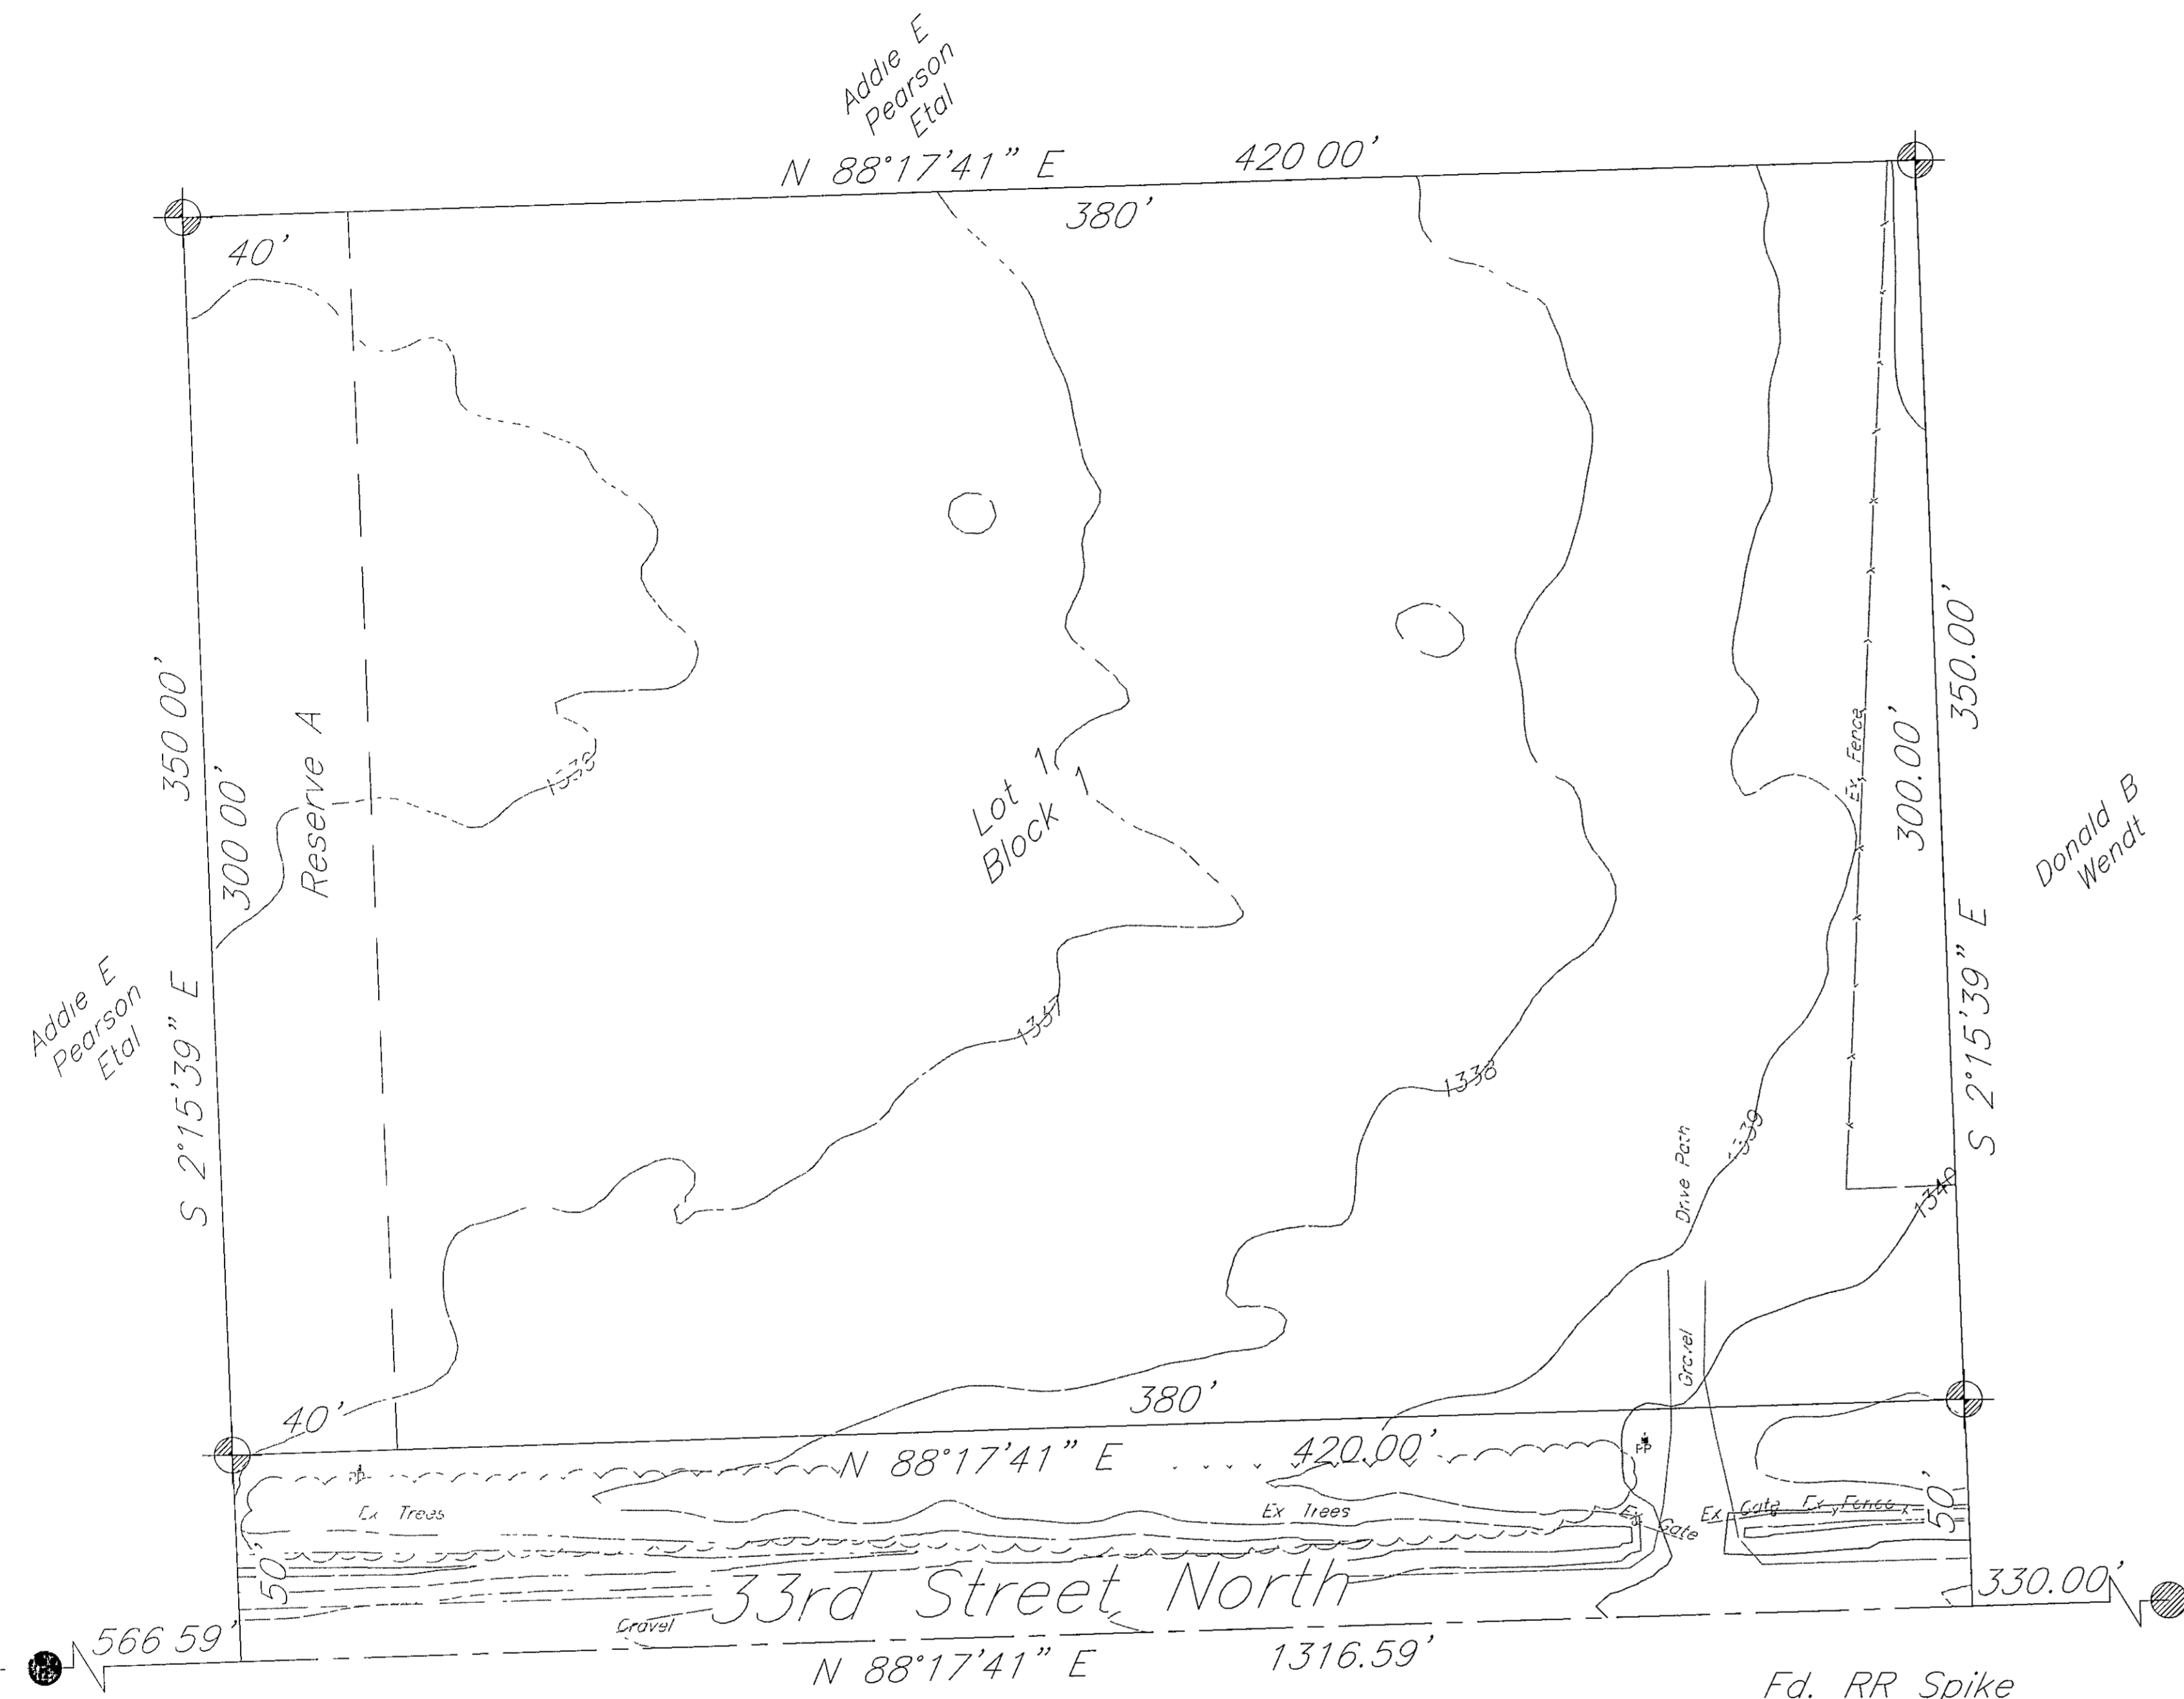 Addie E
Pearson
Etal
N 88°17'41" E
420 00'
380'
40'
350 00'
300 00'
Reserve A
1338
Lot 1
Block 1
Ex. Fence
300.00'
350.00'
Donald B
Wendt
Addie E
Pearson
Etal
S 2°15'39" E
1337
1338
S 2°15'39" E
Drive Path
1339
1340
Gravel
40'
380'
N 88°17'41" E
420.00'
PP
PP
Ex Trees
Ex Trees
Ex Gate
Ex Gate
Ex Fence
50'
50'
33rd Street North
330.00'
Gravel
566 59'
N 88°17'41" E
1316.59'
Fd. RR Spike